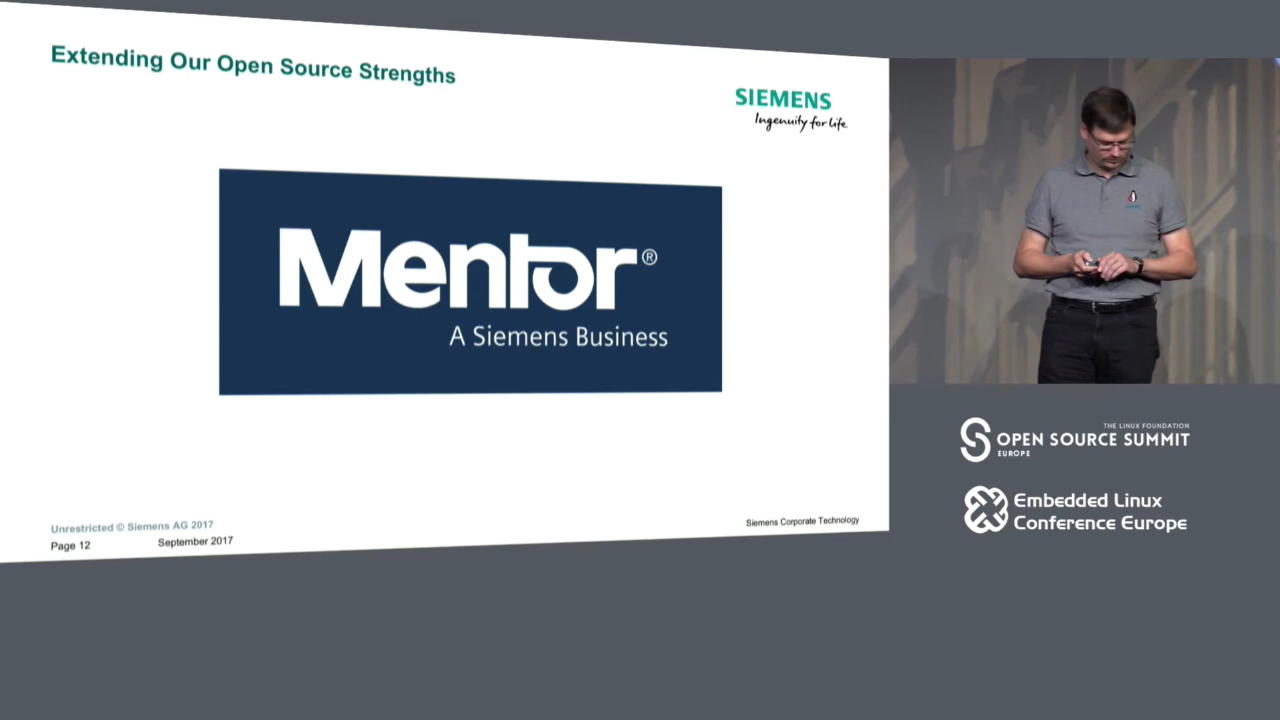 Extending Our Open Source Strengths
SIEMENS
Ingenuity for life
Mentor®
A Siemens Business
Unrestricted © Siemens AG 2017
Page 12
September 2017
Siemens Corporate Technology
THE LINUX FOUNDATION
OPEN SOURCE SUMMIT
EUROPE
Embedded Linux
Conference Europe